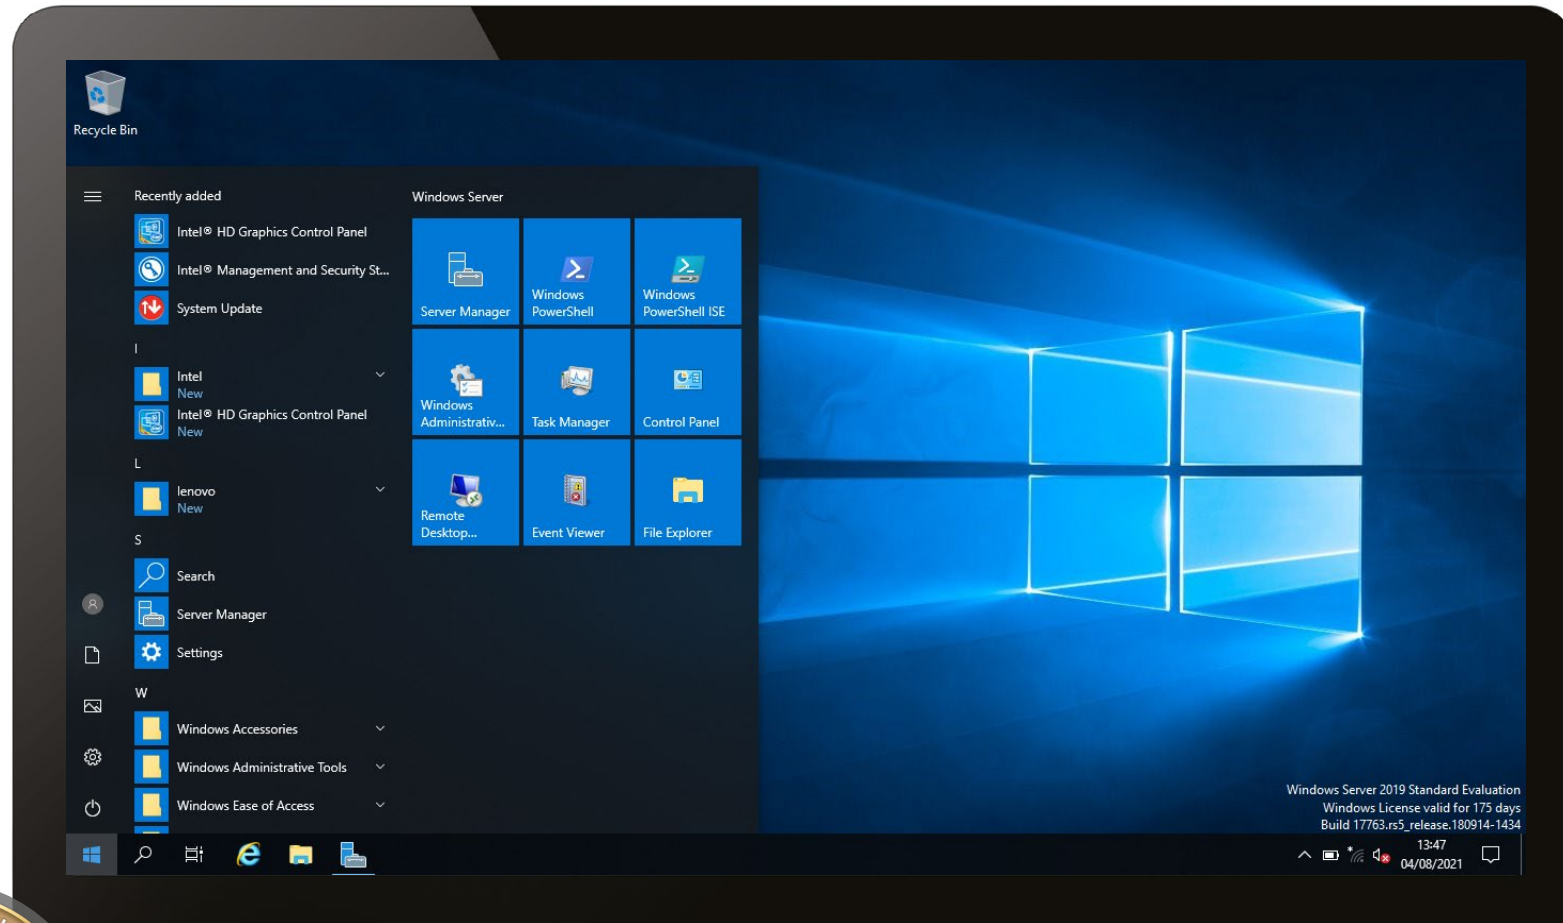 Recycle Bin
Recently added
Intel® HD Graphics Control Panel
Intel® Management and Security St...
System Update
I
Intel
New
Intel® HD Graphics Control Panel
New
L
lenovo
New
S
Search
Server Manager
Settings
W
Windows Accessories
Windows Administrative Tools
Windows Ease of Access
Windows Server
Server Manager
Windows
PowerShell
Windows
PowerShell ISE
Windows
Administrativ...
Task Manager
Control Panel
Remote
Desktop...
Event Viewer
File Explorer
Windows Server 2019 Standard Evaluation
Windows License valid for 175 days
Build 17763.rs5_release.180914-1434
13:47
04/08/2021